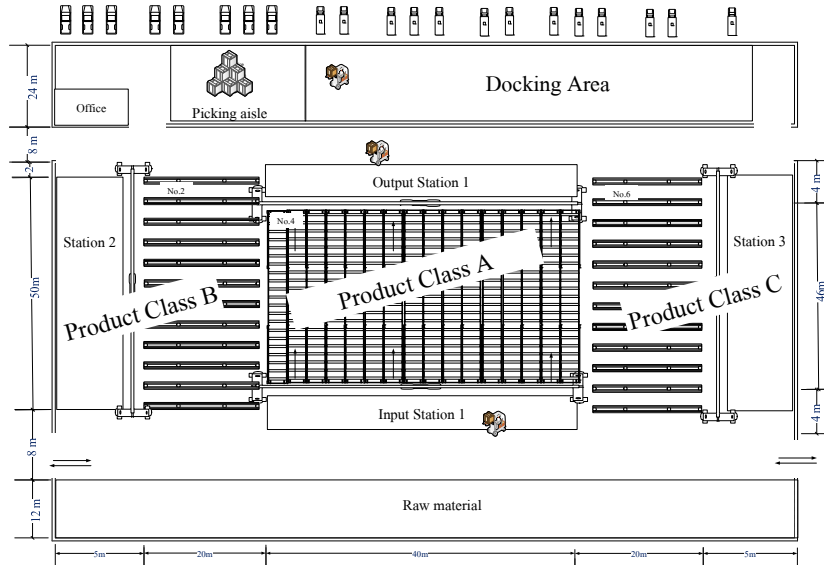 24 m
Office
Picking aisle
Docking Area
8 m
2
4 m
No.2
Output Station 1
No.6
No.4
Station 2
Station 3
50m
Product Class B
Product Class A
Product Class C
46m
Input Station 1
4 m
8 m
12 m
Raw material
5m
20m
40m
20m
5m